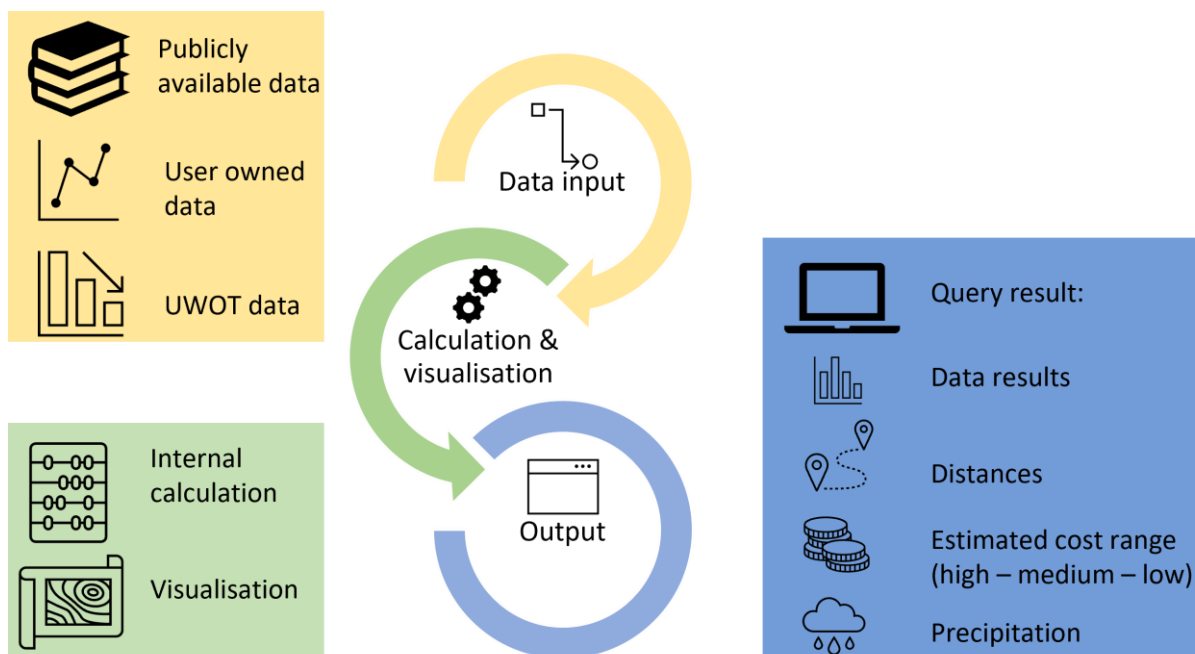 Publicly
available data
User owned
data
UWOT data
Internal
calculation
Visualisation
Data input
Calculation &
visualisation
Output
Query result:
Data results
Distances
Estimated cost range
(high – medium – low)
Precipitation